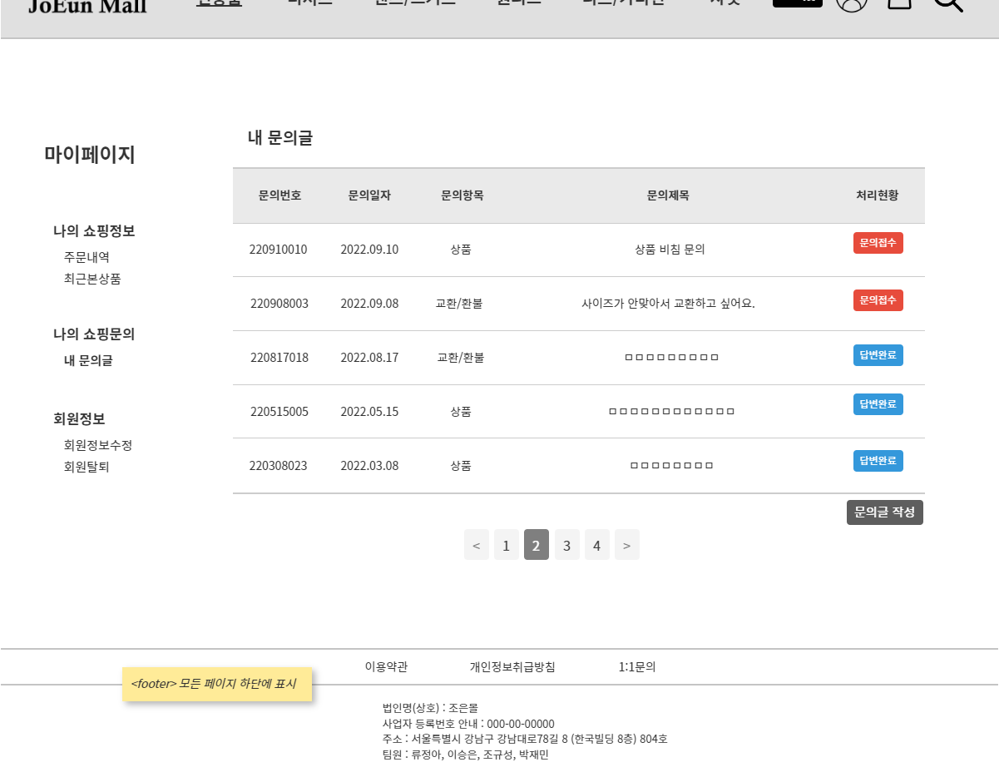 JoEun Mall
마이페이지
나의 쇼핑정보
주문내역
최근본상품
나의 쇼핑문의
내 문의글
회원정보
회원정보수정
회원탈퇴
내 문의글
문의번호 문의일자 문의항목 문의제목 처리현황
220910010 2022.09.10 상품 상품 비침 문의 문의접수
220908003 2022.09.08 교환/환불 사이즈가 안맞아서 교환하고 싶어요. 문의접수
220817018 2022.08.17 교환/환불 ㅁㅁㅁㅁㅁㅁㅁㅁㅁ 답변완료
220515005 2022.05.15 상품 ㅁㅁㅁㅁㅁㅁㅁㅁㅁㅁㅁㅁ 답변완료
220308023 2022.03.08 상품 ㅁㅁㅁㅁㅁㅁㅁㅁ 답변완료
문의글 작성
< 1 2 3 4 >
이용약관 개인정보취급방침 1:1문의
<footer> 모든 페이지 하단에 표시
법인명(상호) : 조은몰
사업자 등록번호 안내 : 000-00-00000
주소 : 서울특별시 강남구 강남대로78길 8 (한국빌딩 8층) 804호
팀원 : 류정아, 이승은, 조규성, 박재민